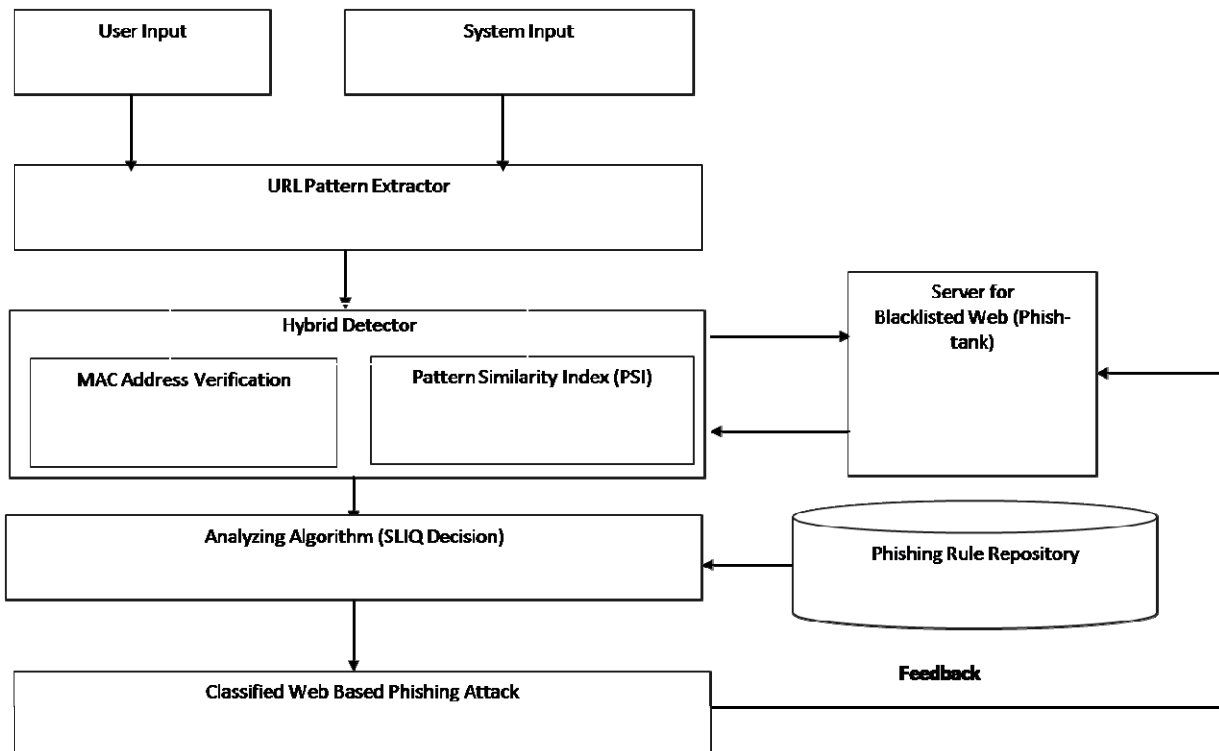 User Input
System Input
URL Pattern Extractor
Hybrid Detector
MAC Address Verification
Pattern Similarity Index (PSI)
Server for
Blacklisted Web (Phish-
tank)
Analyzing Algorithm (SLIQ Decision)
Phishing Rule Repository
Classified Web Based Phishing Attack
Feedback